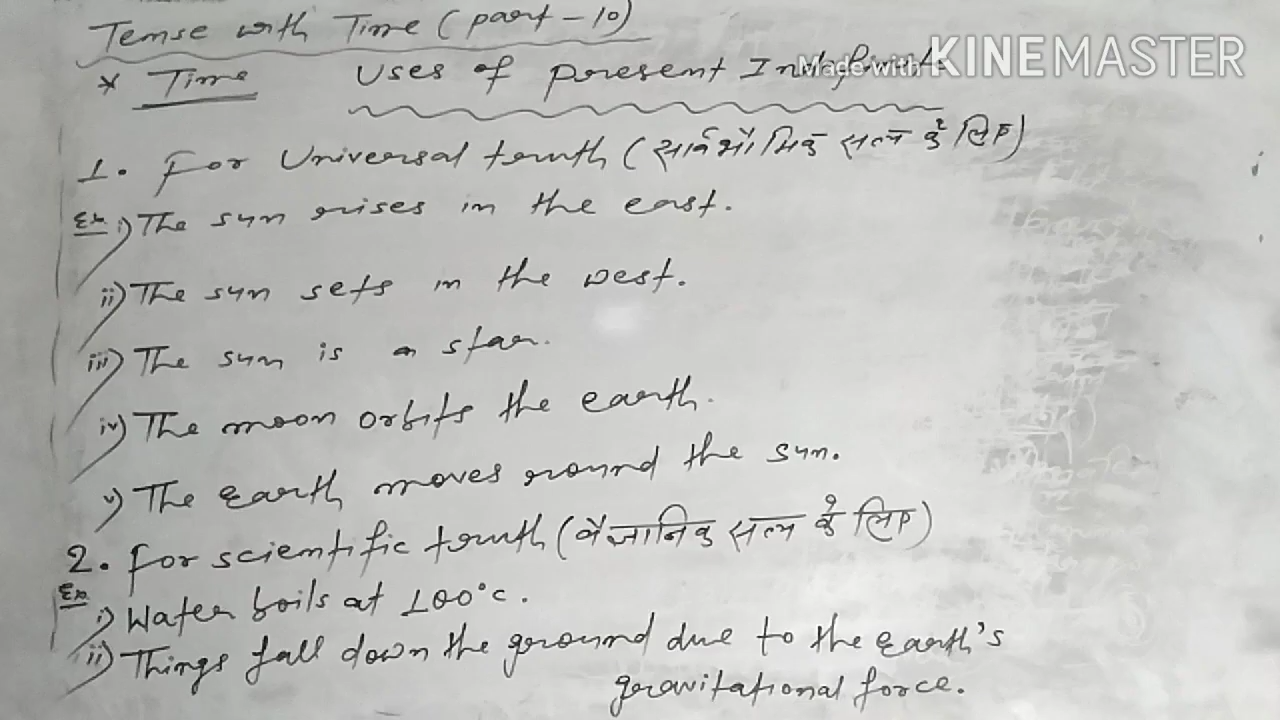 Tense with Time (part-10)
* Time Uses of present Indefinite
Made with KINEMASTER
1. For Universal truth (सार्वभौमिक सत्य के लिए)
Ex i) The sun rises in the east.
ii) The sun sets in the west.
iii) The sun is a star.
iv) The moon orbits the earth.
v) The Earth moves round the sun.
2. For scientific truth (वैज्ञानिक सत्य के लिए)
Ex
i) Water boils at 100°c.
ii) Things fall down the ground due to the Earth's
gravitational force.